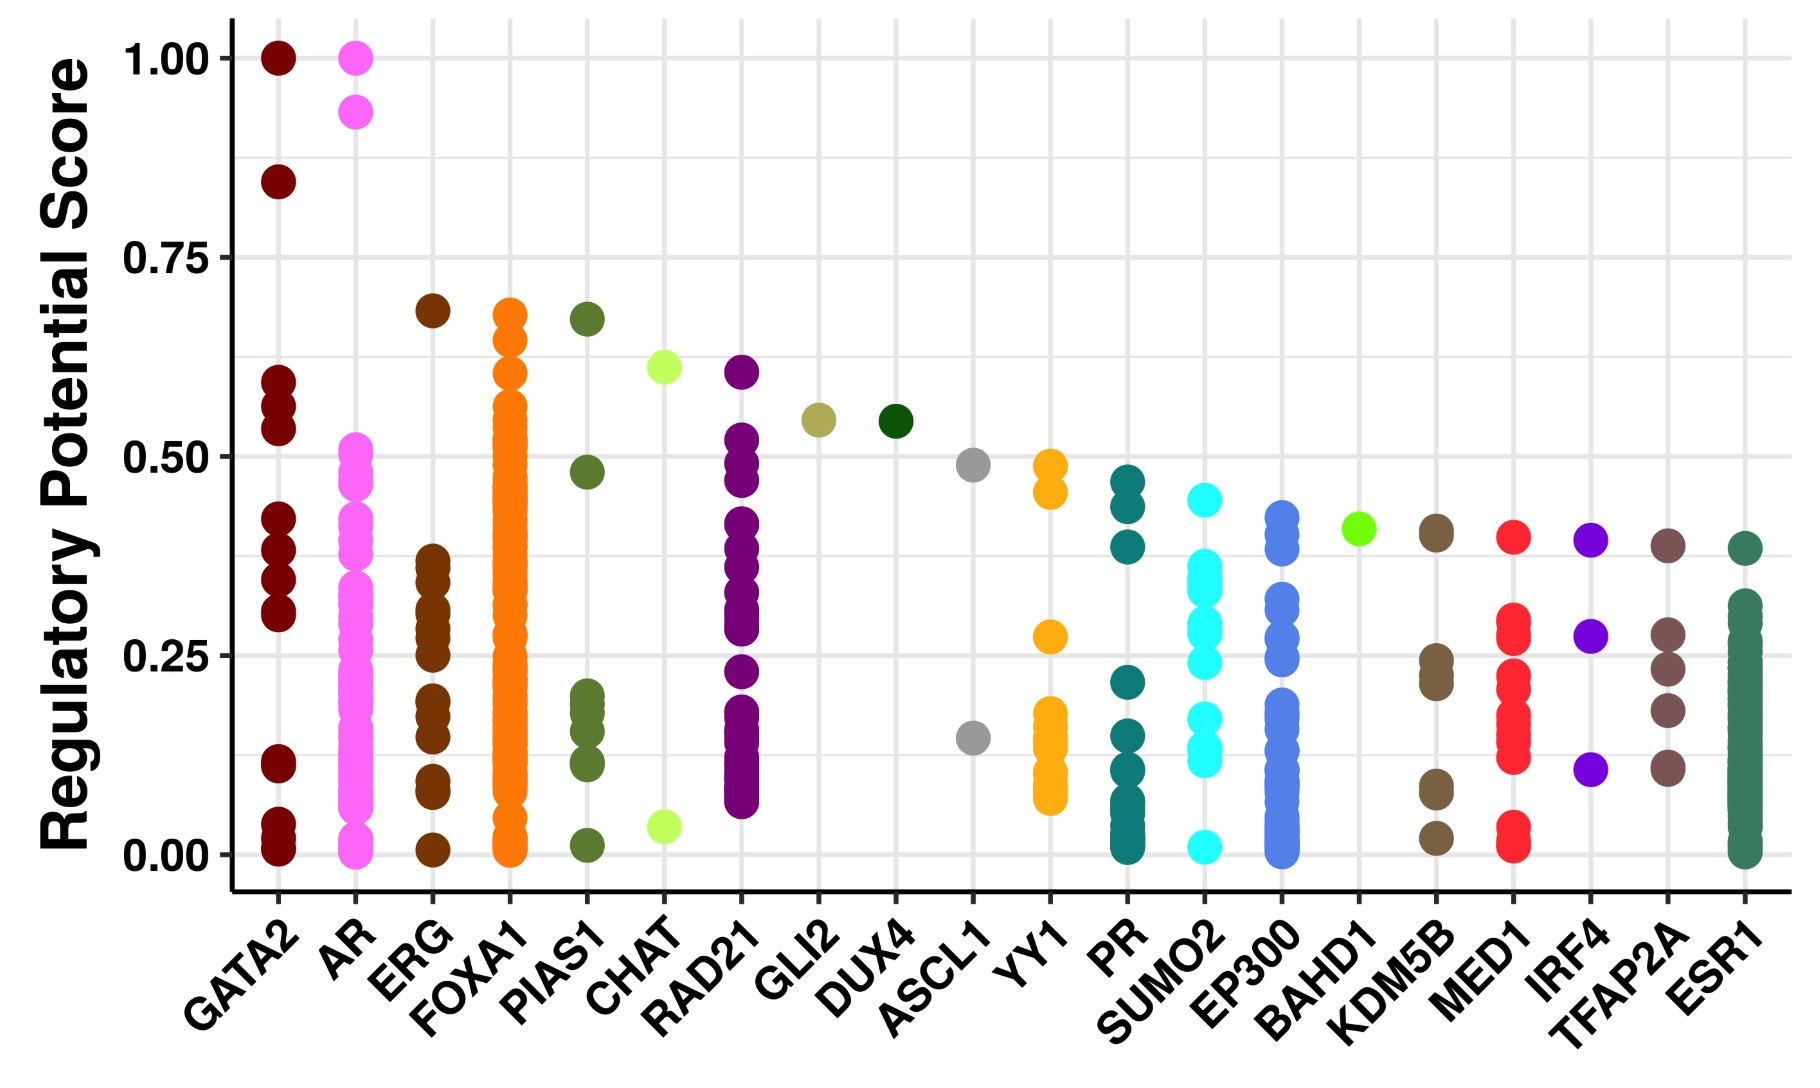 Regulatory Potential Score
1.00
0.75
0.50
0.25
0.00
GATA2
AR
ERG
FOXA1
PIAS1
CHAT
RAD21
GLI2
DUX4
ASCL1
YY1
PR
SUMO2
EP300
BAHD1
KDM5B
MED1
IRF4
TFAP2A
ESR1